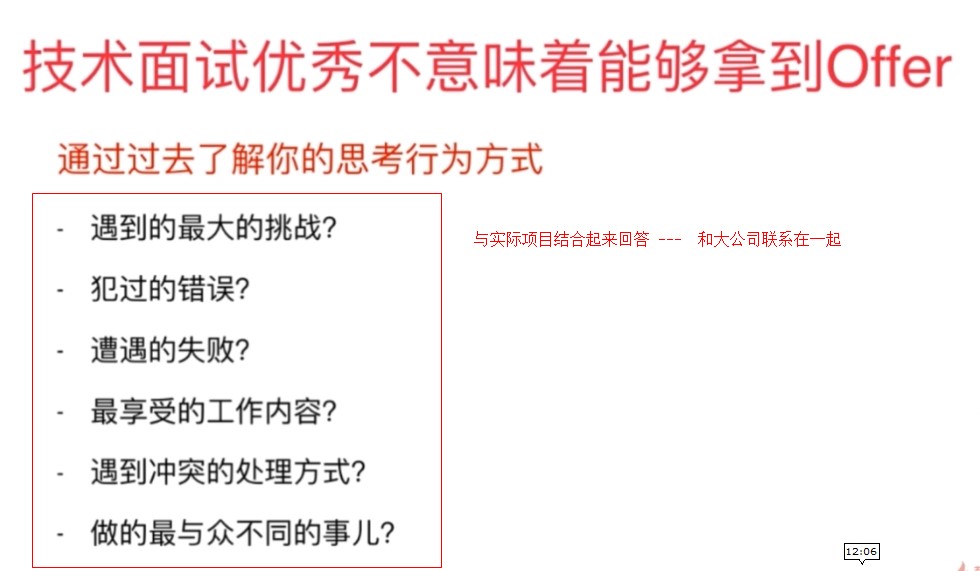 技术面试优秀不意味着能够拿到Offer
通过过去了解你的思考行为方式
- 遇到的最大的挑战?
与实际项目结合起来回答 --- 和大公司联系在一起
- 犯过的错误?
- 遭遇的失败?
- 最享受的工作内容?
- 遇到冲突的处理方式?
- 做的最与众不同的事儿?
12:06